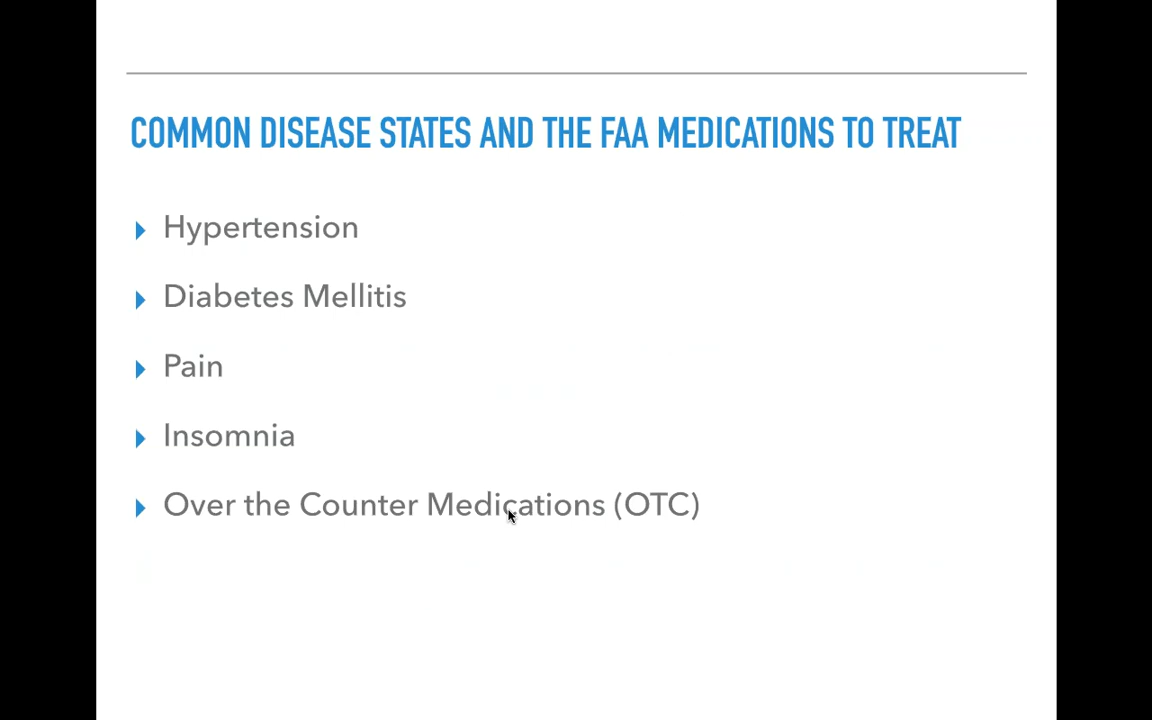 COMMON DISEASE STATES AND THE FAA MEDICATIONS TO TREAT
Hypertension
Diabetes Mellitis
Pain
Insomnia
Over the Counter Medications (OTC)